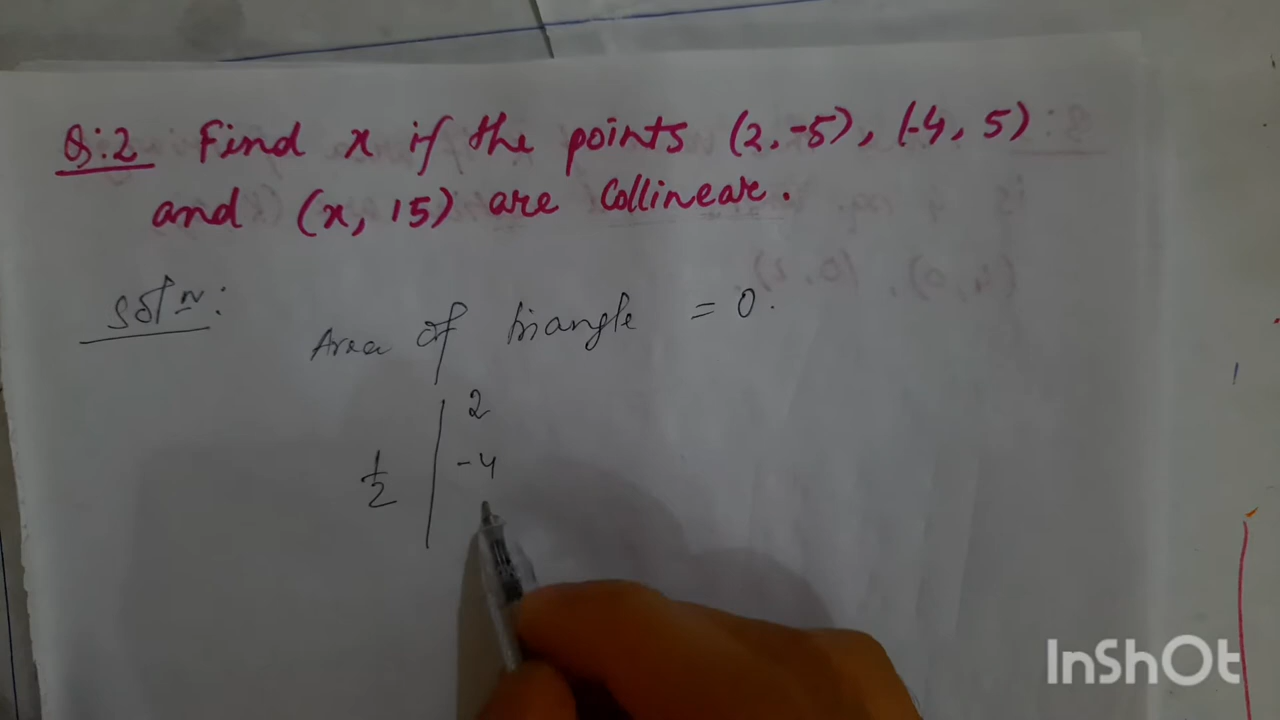 Q:2 Find x if the points (2,-5), (-4, 5)
and (x, 15) are Collinear.
Soln:
Area of triangle = 0.
1/2 | 2
-4
InShOt